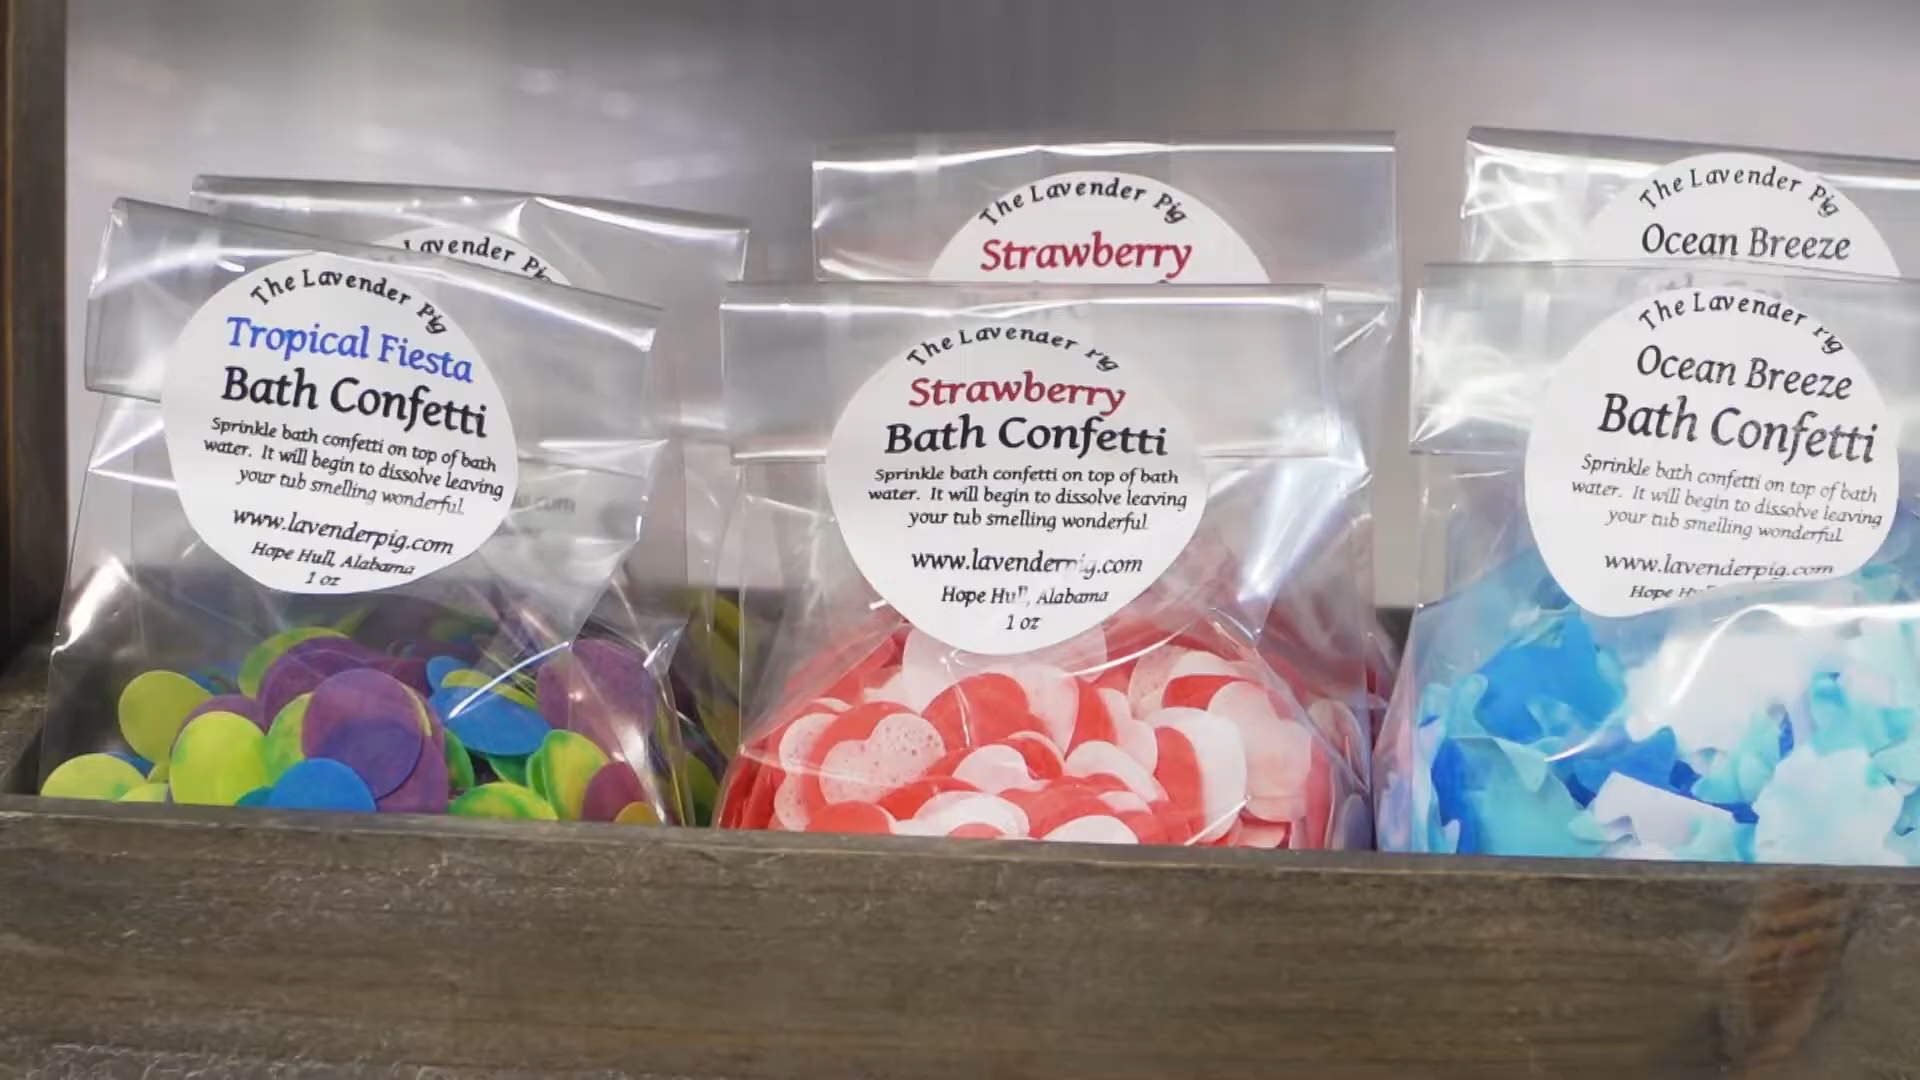 Lavender
The Lavender Pig
Tropical Fiesta
Bath Confetti
Sprinkle bath confetti on top of bath
water. It will begin to dissolve leaving
your tub smelling wonderful.
www.lavenderpig.com
Hope Hull, Alabama
1 oz
The Lavender Pig
Strawberry
The Lavender Pig
Strawberry
Bath Confetti
Sprinkle bath confetti on top of bath
water. It will begin to dissolve leaving
your tub smelling wonderful.
www.lavenderpig.com
Hope Hull, Alabama
1 oz
The Lavender Pig
Ocean Breeze
The Lavender Pig
Ocean Breeze
Bath Confetti
Sprinkle bath confetti on top of bath
water. It will begin to dissolve leaving
your tub smelling wonderful.
www.lavenderpig.com
Hope